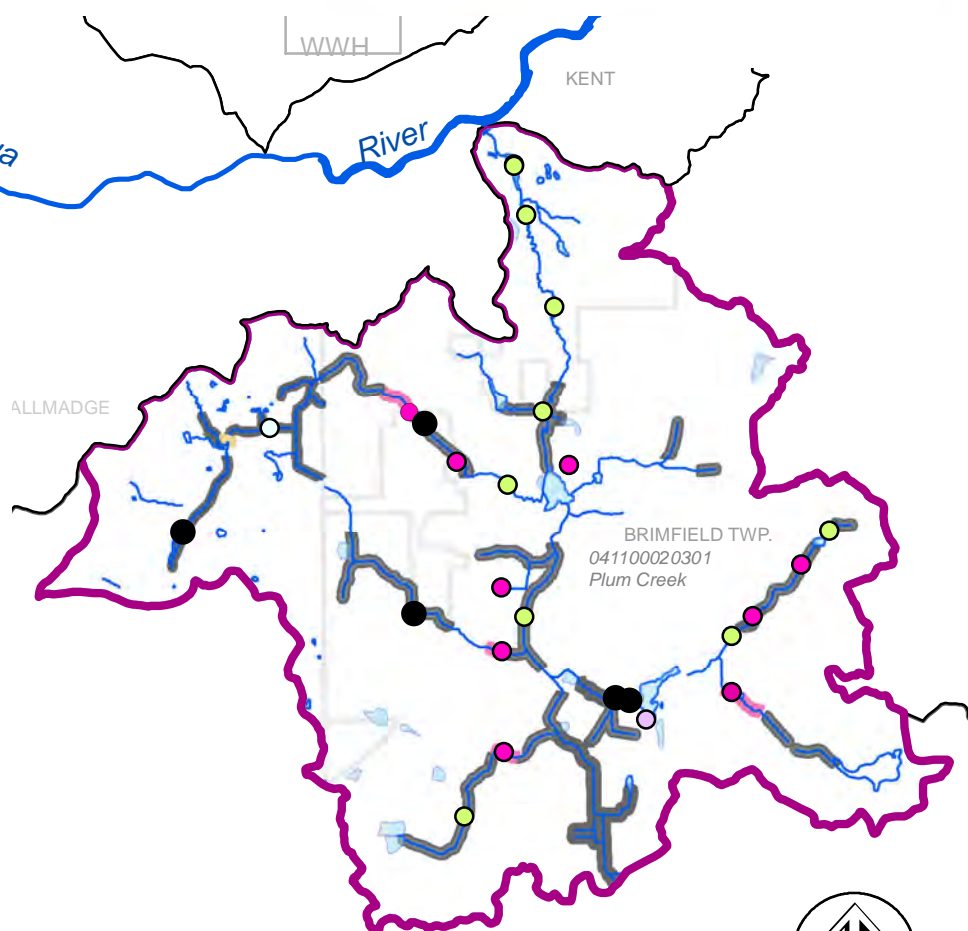 WWH
KENT
River
ALLMADGE
BRIMFIELD TWP.
041100020301
Plum Creek